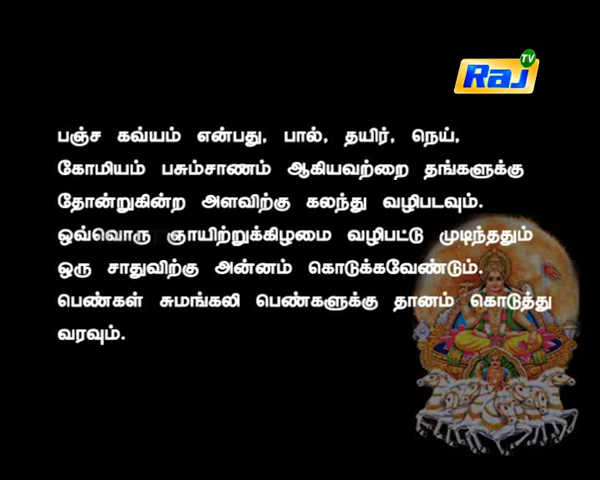 Raj TV
பஞ்ச கவ்யம் என்பது, பால், தயிர், நெய்,
கோமியம் பசும்சாணம் ஆகியவற்றை தங்களுக்கு
தோன்றுகின்ற அளவிற்கு கலந்து வழிபடவும்.
ஒவ்வொரு ஞாயிற்றுக்கிழமை வழிபட்டு முடிந்ததும்
ஒரு சாதுவிற்கு அன்னம் கொடுக்கவேண்டும்.
பெண்கள் சுமங்கலி பெண்களுக்கு தானம் கொடுத்து
வரவும்.